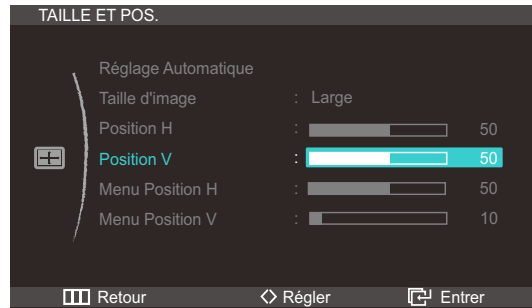 TAILLE ET POS.
Réglage Automatique
Taille d'image : Large
Position H : 50
Position V : 50
Menu Position H : 50
Menu Position V : 10
Retour Régler Entrer